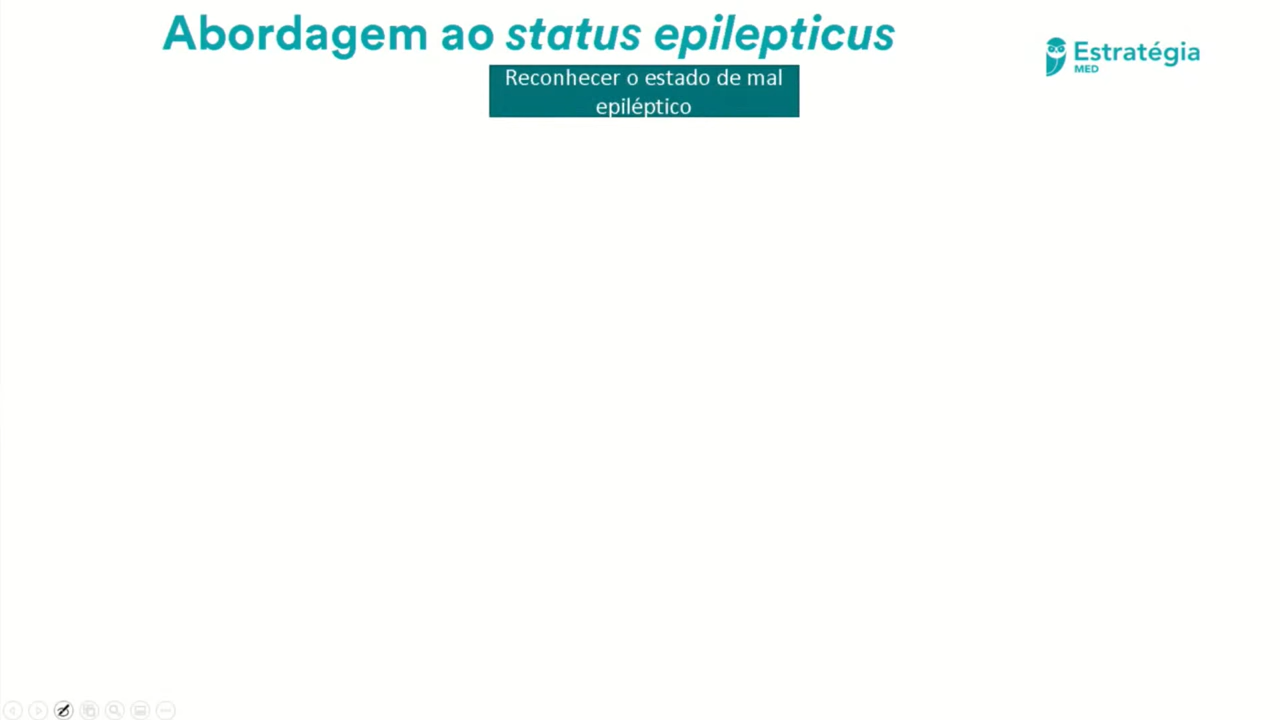 Abordagem ao status epilepticus
Estratégia
MED
Reconhecer o estado de mal
epiléptico